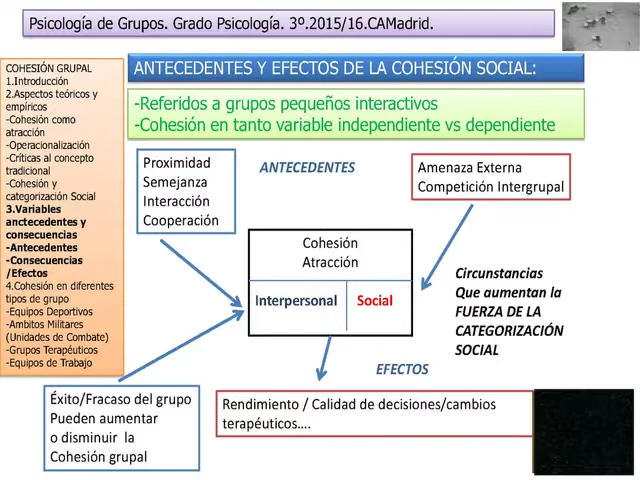 Psicología de Grupos. Grado Psicología. 3º.2015/16.CAMadrid.
COHESIÓN GRUPAL
1.Introducción
2.Aspectos teóricos y
empíricos
-Cohesión como
atracción
-Operacionalización
-Críticas al concepto
tradicional
-Cohesión y
categorización Social
3.Variables
anctecedentes y
consecuencias
-Antecedentes
-Consecuencias
/Efectos
4.Cohesión en diferentes
tipos de grupo
-Equipos Deportivos
-Ambitos Militares
(Unidades de Combate)
-Grupos Terapéuticos
-Equipos de Trabajo
ANTECEDENTES Y EFECTOS DE LA COHESIÓN SOCIAL:
-Referidos a grupos pequeños interactivos
-Cohesión en tanto variable independiente vs dependiente
Proximidad
Semejanza
Interacción
Cooperación
ANTECEDENTES
Amenaza Externa
Competición Intergrupal
Cohesión
Atracción
Interpersonal
Social
Circunstancias
Que aumentan la
FUERZA DE LA
CATEGORIZACIÓN
SOCIAL
EFECTOS
Éxito/Fracaso del grupo
Pueden aumentar
o disminuir la
Cohesión grupal
Rendimiento / Calidad de decisiones/cambios
terapéuticos....